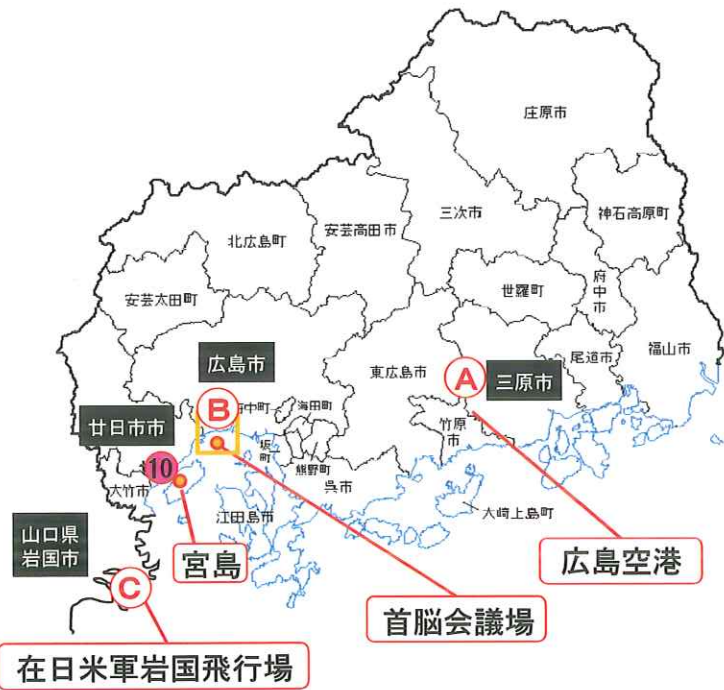 庄原市
三次市
神石高原町
安芸高田市
北広島町
世羅町
府
中
市
安芸太田町
福山市
広島市
東広島市
尾道市
A
三原市
B
中町
海田町
竹原
市
廿日市市
坂
町
熊野町
10
大竹市
呉市
江田島市
大崎上島町
山口県
岩国市
宮島
広島空港
C
首脳会議場
在日米軍岩国飛行場